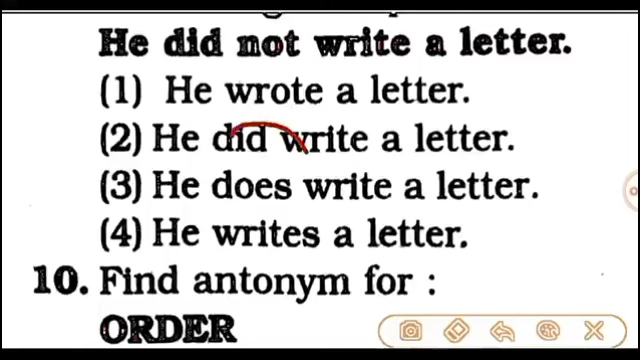 He did not write a letter.
(1) He wrote a letter.
(2) He did write a letter.
(3) He does write a letter.
(4) He writes a letter.
10. Find antonym for :
ORDER